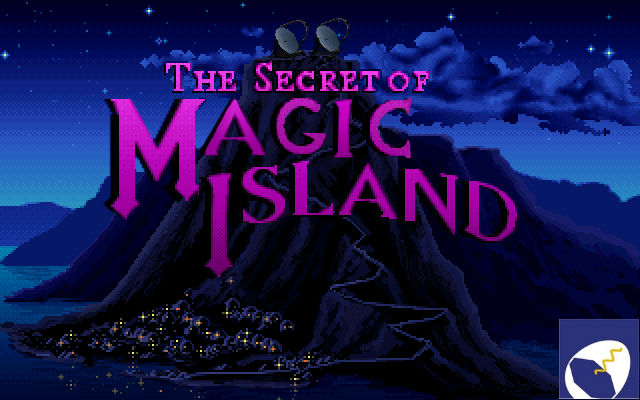 THE SECRET OF
MAGIC
ISLAND